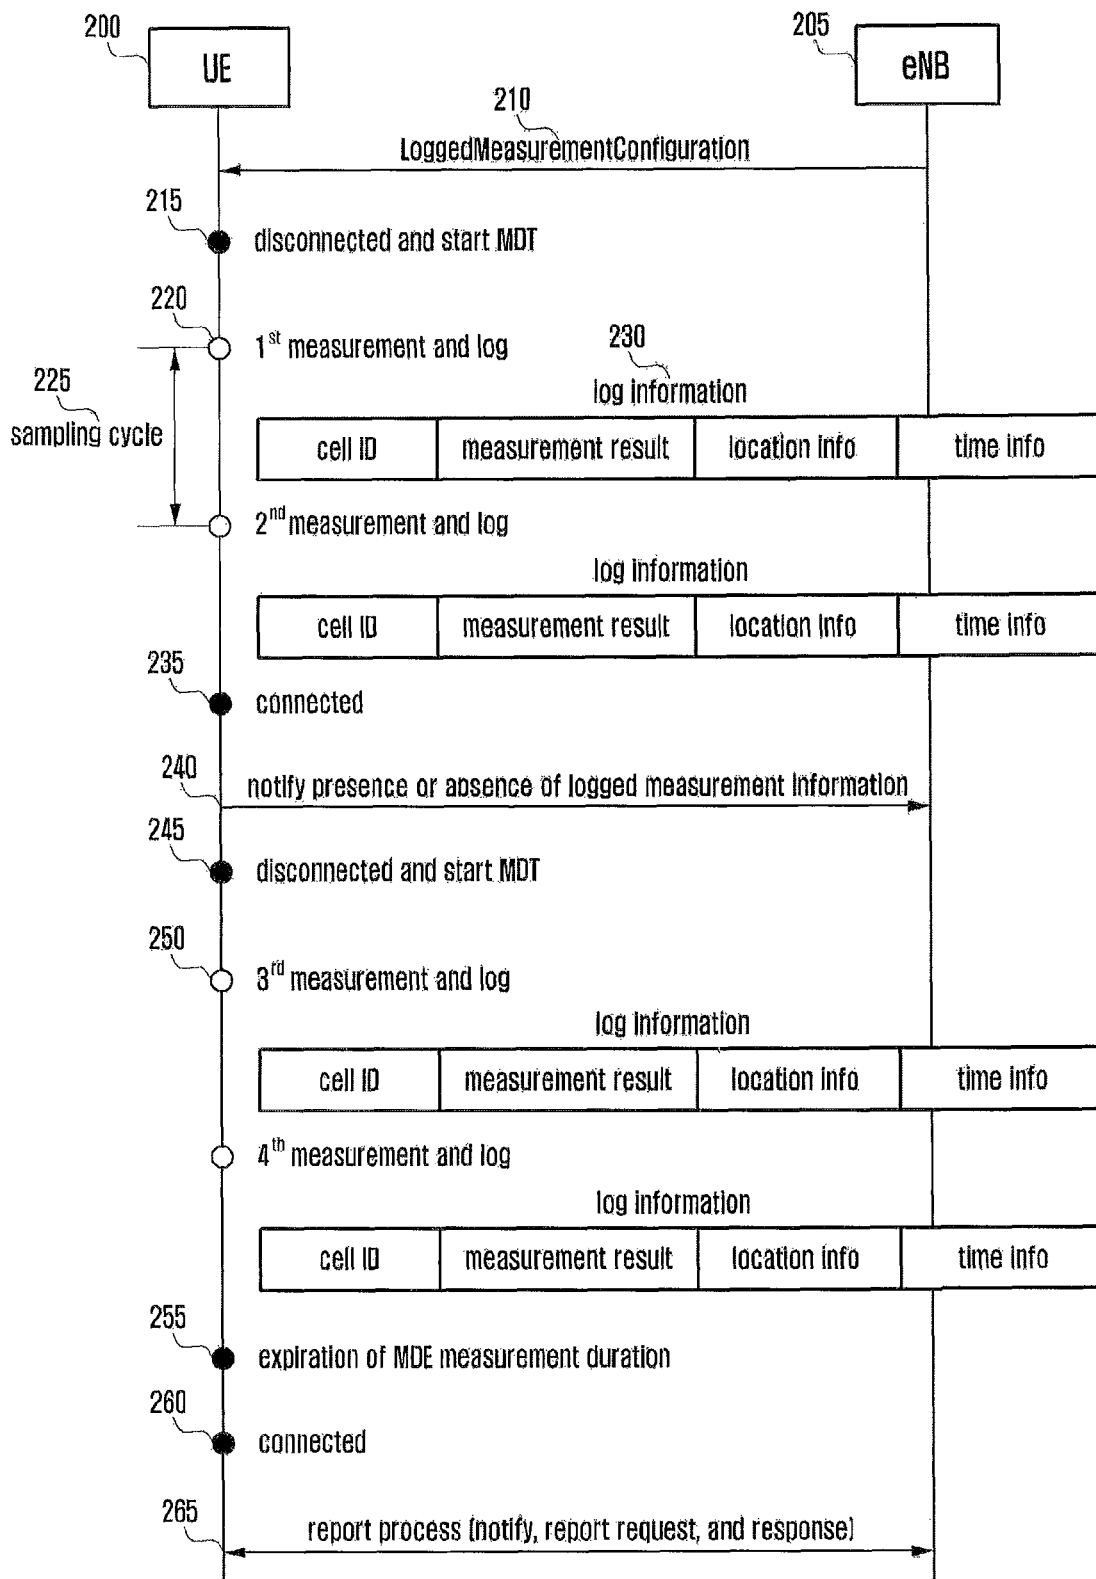 200
UE
205
eNB
210
LoggedMeasurementConfiguration
215
disconnected and start MDT
220
1st measurement and log
225
sampling cycle
230
log information
cell ID measurement result location info time info
2nd measurement and log
log information
cell ID measurement result location info time info
235
connected
240
notify presence or absence of logged measurement information
245
disconnected and start MDT
250
3rd measurement and log
log information
cell ID measurement result location info time info
4th measurement and log
log information
cell ID measurement result location info time info
255
expiration of MDE measurement duration
260
connected
265
report process (notify, report request, and response)